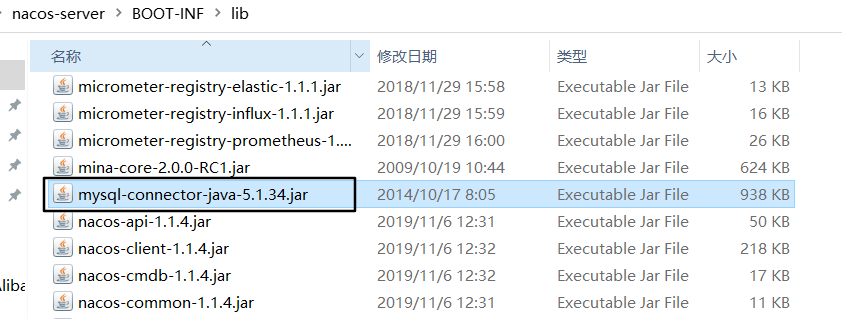 nacos-server > BOOT-INF > lib
名称 修改日期 类型 大小
micrometer-registry-elastic-1.1.1.jar 2018/11/29 15:58 Executable Jar File 13 KB
micrometer-registry-influx-1.1.1.jar 2018/11/29 15:59 Executable Jar File 16 KB
micrometer-registry-prometheus-1.... 2018/11/29 16:00 Executable Jar File 26 KB
mina-core-2.0.0-RC1.jar 2009/10/19 10:44 Executable Jar File 624 KB
mysql-connector-java-5.1.34.jar 2014/10/17 8:05 Executable Jar File 938 KB
nacos-api-1.1.4.jar 2019/11/6 12:31 Executable Jar File 50 KB
nacos-client-1.1.4.jar 2019/11/6 12:32 Executable Jar File 218 KB
nacos-cmdb-1.1.4.jar 2019/11/6 12:32 Executable Jar File 17 KB
liba
nacos-common-1.1.4.jar 2019/11/6 12:31 Executable Jar File 11 KB